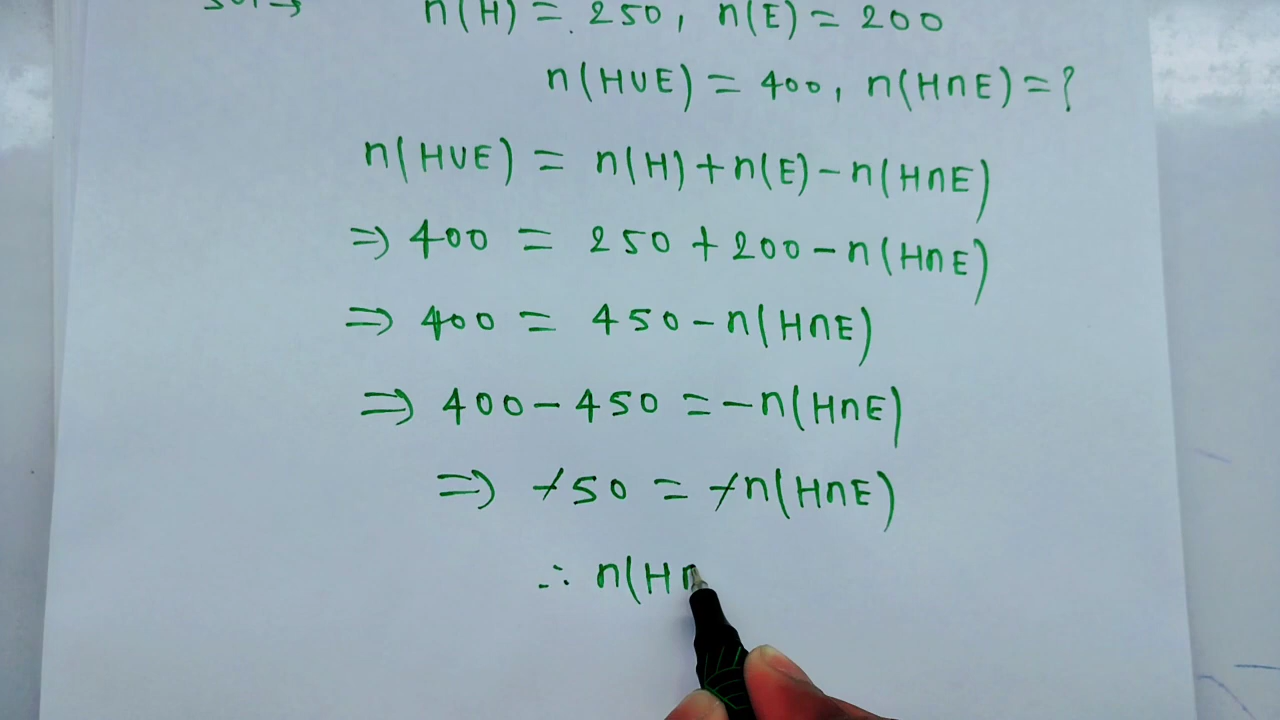 n(H) = 250, n(E) = 200
n(H∪E) = 400, n(H∩E) = ?
n(H∪E) = n(H) + n(E) - n(H∩E)
⇒ 400 = 250 + 200 - n(H∩E)
⇒ 400 = 450 - n(H∩E)
⇒ 400 - 450 = -n(H∩E)
⇒ -50 = -n(H∩E)
∴ n(H∩